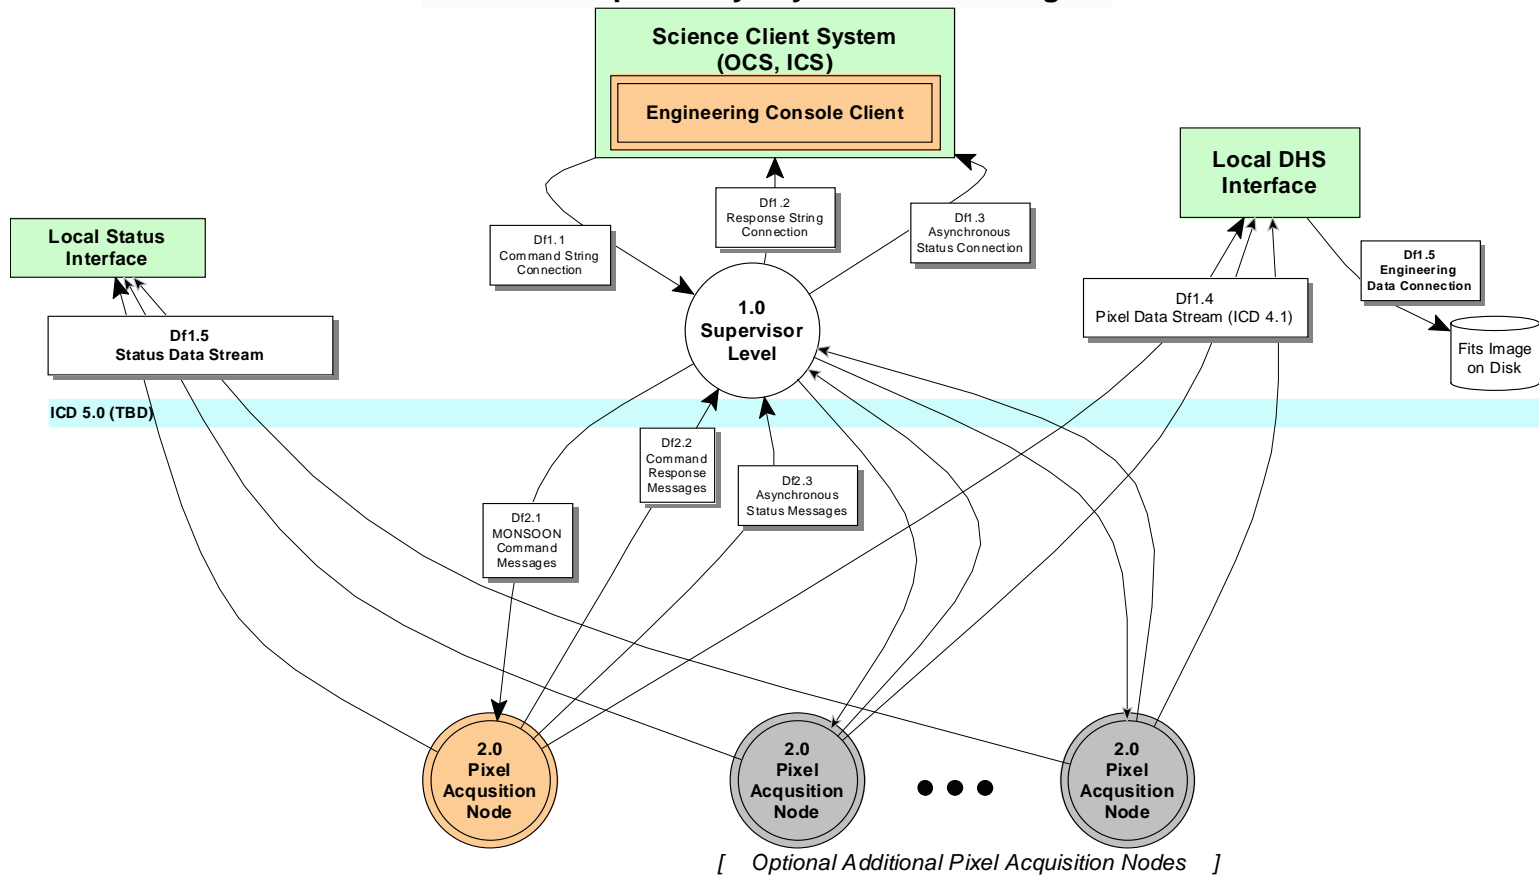 Science Client System
(OCS, ICS)
Engineering Console Client
Local DHS
Interface
Local Status
Interface
Df1.1
Command String
Connection
Df1.2
Response String
Connection
Df1.3
Asynchronous
Status Connection
Df1.5
Engineering
Data Connection
Df1.4
Pixel Data Stream (ICD 4.1)
Fits Image
on Disk
Df1.5
Status Data Stream
1.0
Supervisor
Level
ICD 5.0 (TBD)
Df2.2
Command
Response
Messages
Df2.3
Asynchronous
Status Messages
Df2.1
MONSOON
Command
Messages
2.0
Pixel
Acqusition
Node
2.0
Pixel
Acqusition
Node
2.0
Pixel
Acqusition
Node
[ Optional Additional Pixel Acquisition Nodes ]